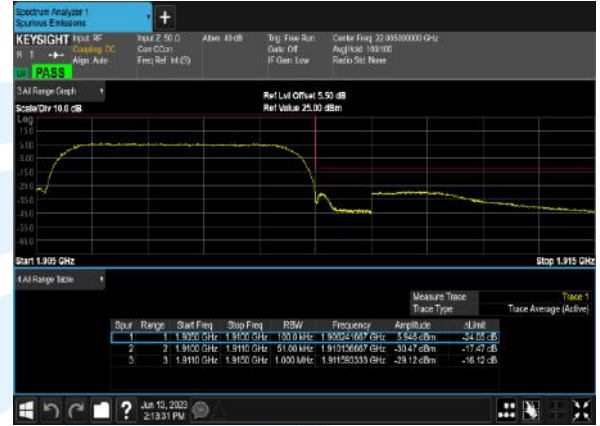 Spectrum Analyzer 1
Spurious Emissions
+
KEYSIGHT Input: RF Input Z: 50 Ω Atten: 40 dB Trig: Free Run Center Freq: 22.005000000 GHz
R T Coupling: DC Corr CCorr Gate: Off Avg|Hold: 100/100
Align: Auto Freq Ref: Int (S) IF Gain: Low Radio Std: None
PASS
3 All Range Graph
Ref Lvl Offset 5.50 dB
Scale/Div 10.0 dB Ref Value 25.00 dBm
Log
15.0
5.00
-5.00
-15.0
-25.0
-35.0
-45.0
-55.0
-65.0
Start 1.905 GHz Stop 1.915 GHz
4 All Range Table
Measure Trace Trace 1
Trace Type Trace Average (Active)
Spur Range Start Freq Stop Freq RBW Frequency Amplitude ΔLimit
1 1 1.9050 GHz 1.9100 GHz 100.0 kHz 1.908241667 GHz 5.946 dBm -24.05 dB
2 2 1.9100 GHz 1.9110 GHz 51.00 kHz 1.910136667 GHz -30.47 dBm -17.47 dB
3 3 1.9110 GHz 1.9150 GHz 1.000 MHz 1.911593333 GHz -29.12 dBm -16.12 dB
? Jun 13, 2023
2:13:31 PM